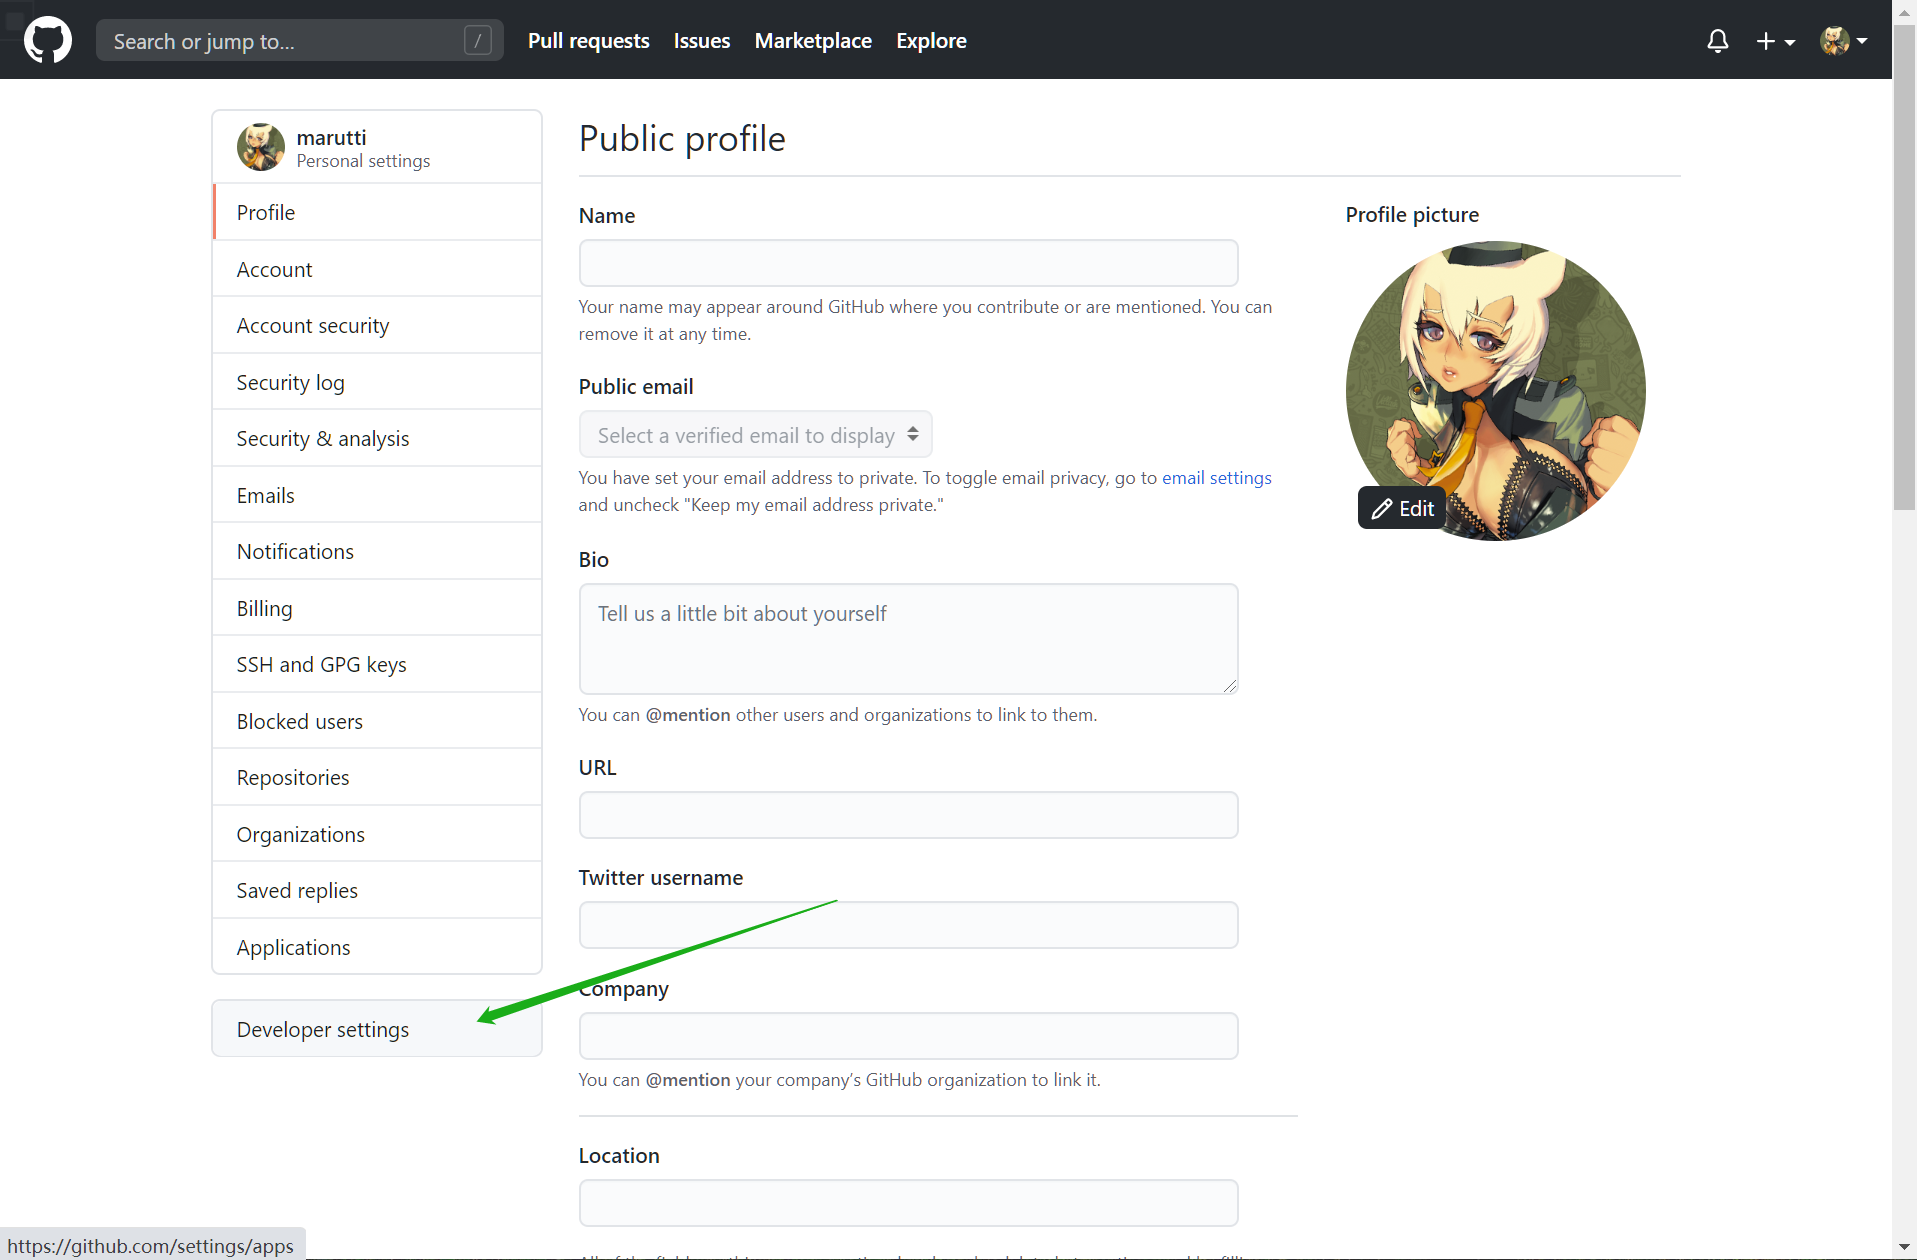 Search or jump to... /
Pull requests
Issues
Marketplace
Explore
marutti
Personal settings
Profile
Account
Account security
Security log
Security & analysis
Emails
Notifications
Billing
SSH and GPG keys
Blocked users
Repositories
Organizations
Saved replies
Applications
Developer settings
Public profile
Name
Your name may appear around GitHub where you contribute or are mentioned. You can
remove it at any time.
Public email
Select a verified email to display
You have set your email address to private. To toggle email privacy, go to email settings
and uncheck "Keep my email address private."
Bio
Tell us a little bit about yourself
You can @mention other users and organizations to link to them.
URL
Twitter username
Company
You can @mention your company's GitHub organization to link it.
Location
Profile picture
Edit
https://github.com/settings/apps